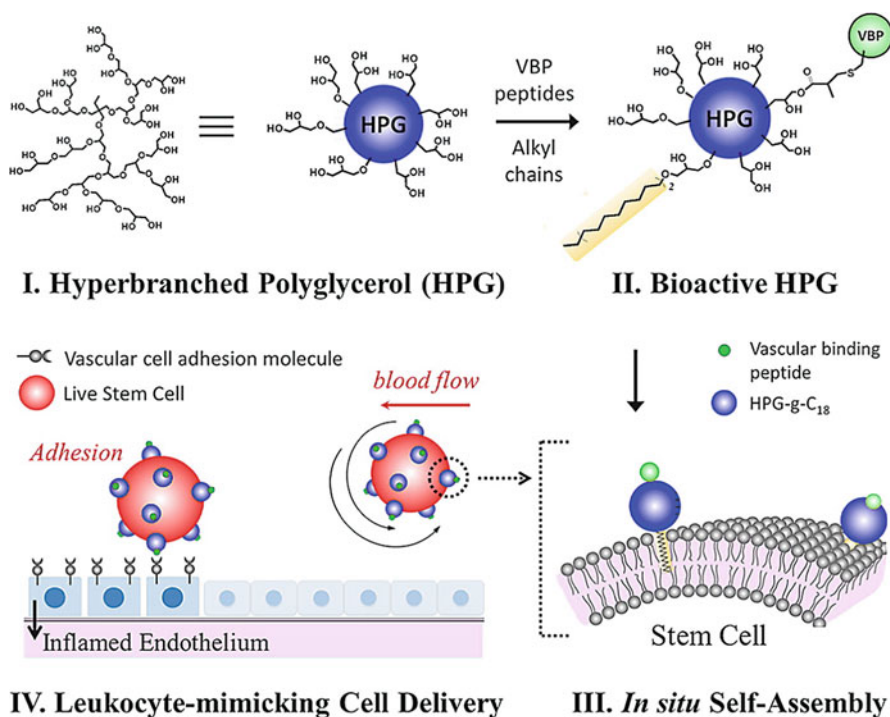 HPG
VBP
peptides
Alkyl
chains
HPG
VBP
2
I. Hyperbranched Polyglycerol (HPG)
II. Bioactive HPG
Vascular cell adhesion molecule
Live Stem Cell
blood flow
Adhesion
Vascular binding
peptide
HPG-g-C₁₈
Inflamed Endothelium
Stem Cell
IV. Leukocyte-mimicking Cell Delivery
III. In situ Self-Assembly